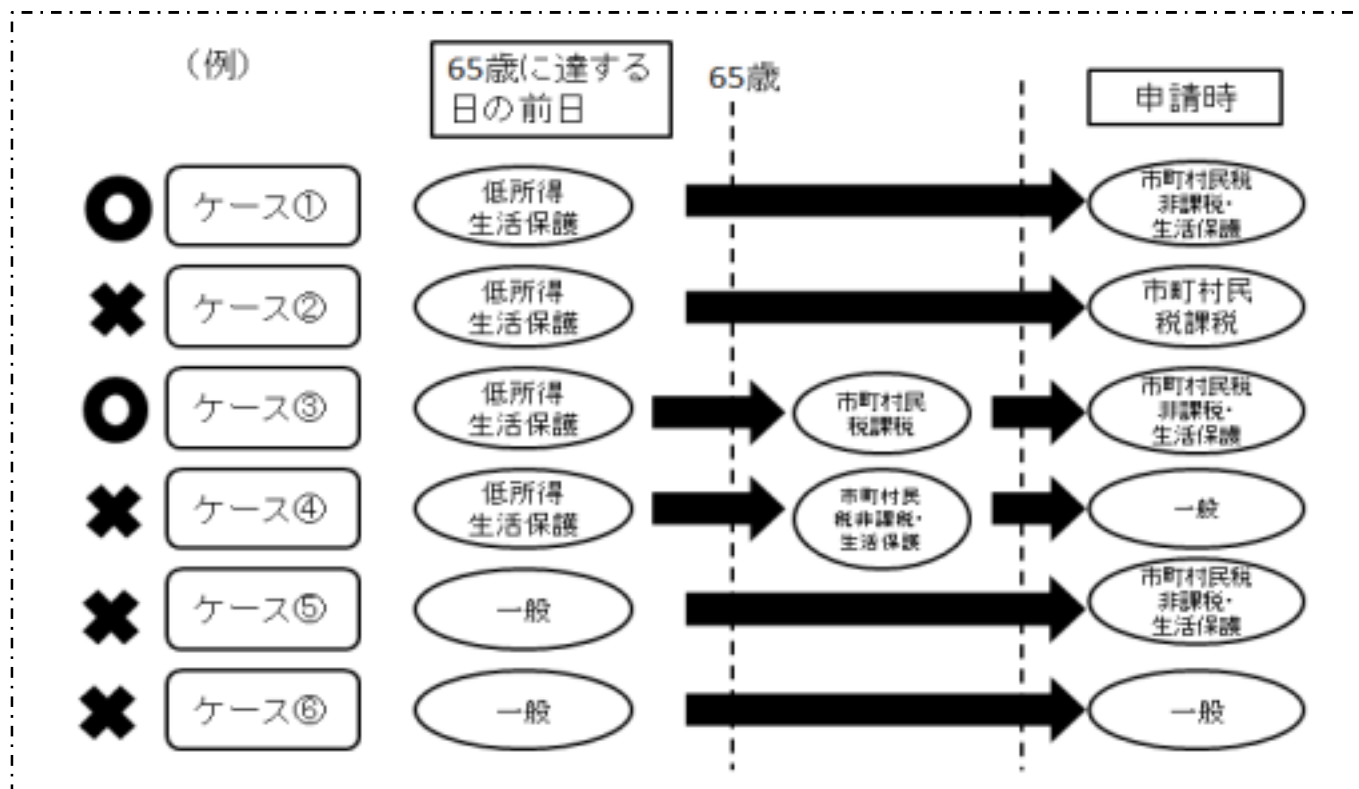 （例）
65歳に達する
日の前日
65歳
申請時
ケース①
低所得
生活保護
市町村民税
非課税・
生活保護
ケース②
低所得
生活保護
市町村民
税課税
ケース③
低所得
生活保護
市町村民
税課税
市町村民税
非課税・
生活保護
ケース④
低所得
生活保護
市町村民
税非課税・
生活保護
一般
ケース⑤
一般
市町村民税
非課税・
生活保護
ケース⑥
一般
一般